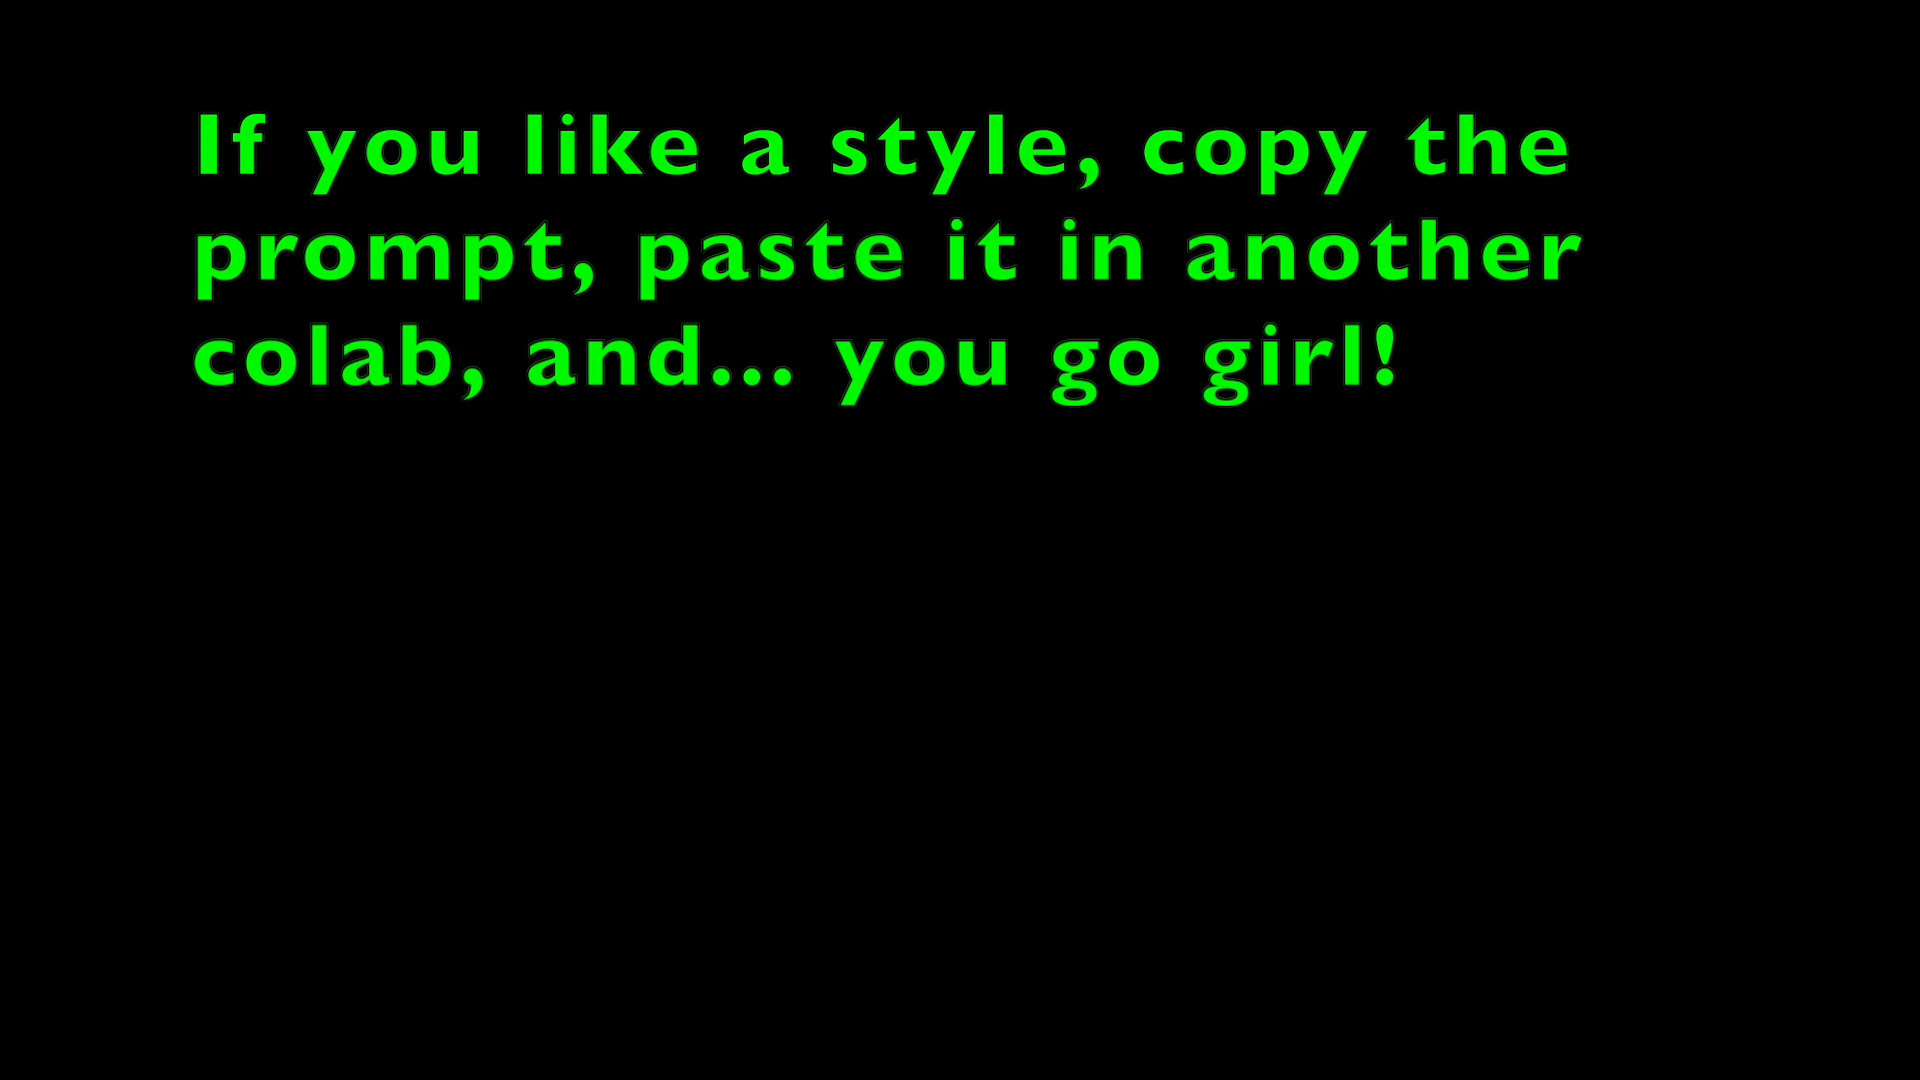 If you like a style, copy the
prompt, paste it in another
colab, and... you go girl!